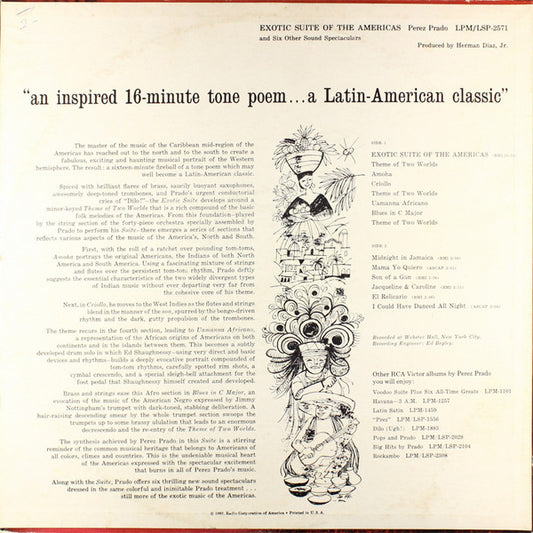 EXOTIC SUITE OF THE AMERICAS Perez Prado LPM/LSP-2571
and Six Other Sound Spectaculars
Produced by Herman Diaz, Jr.
"an inspired 16-minute tone poem...a Latin-American classic"
The master of the music of the Caribbean mid-region of the
Americas has reached out to the north and to the south to create a
fabulous, exciting and haunting musical portrait of the Western
hemisphere. The result: a sixteen-minute fireball of a tone poem which may
well become a Latin-American classic.
Spiced with brilliant flares of brass, saucily buoyant saxophones,
awesomely deep-toned trombones, and Prado's urgent conductorial
cries of "Dilo!"—the Exotic Suite develops around a
minor-keyed Theme of Two Worlds that is a rich compound of the basic
folk melodies of the Americas. From this foundation—played
by the string section of the forty-piece orchestra specially assembled by
Prado to perform his Suite—there emerges a series of sections that
reflects various aspects of the music of the America's, North and South.
First, with the roll of a ratchet over pounding tom-toms,
Amoha portrays the original Americans, the Indians of both North
America and South America. Using a fascinating mixture of strings
and flutes over the persistent tom-tom rhythm, Prado deftly
suggests the essential characteristics of the two widely divergent types
of Indian music without ever departing very far from
the cohesive core of his theme.
Next, in Criollo, he moves to the West Indies as the flutes and strings
blend in the manner of the son, spurred by the bongo-driven
rhythm and the dark, gutty propulsion of the trombones.
The theme recurs in the fourth section, leading to Uamanna Africano,
a representation of the African origins of Americans on both
continents and in the islands between them. This becomes a subtly
developed drum solo in which Ed Shaughnessy—using very direct and basic
devices and rhythms—builds a deeply evocative portrait compounded of
tom-tom rhythms, carefully spotted rim shots, a
cymbal crescendo, and a special sleigh-bell attachment for the
foot pedal that Shaughnessy himself created and developed.
Brass and strings ease this Afro section in Blues in C Major, an
evocation of the music of the American Negro expressed by Jimmy
Nottingham's trumpet with dark-toned, stabbing deliberation. A
hair-raising descending smear by the whole trumpet section sweeps the
trumpets up to some brassy ululation that leads to an enormous
decrescendo and the re-entry of the Theme of Two Worlds.
The synthesis achieved by Perez Prado in this Suite is a stirring
reminder of the common musical heritage that belongs to Americans of
all colors, climes and countries. This is the undeniable musical heart
of the Americas expressed with the spectacular excitement
that burns in all of Perez Prado's music.
Along with the Suite, Prado offers six thrilling new sound spectaculars
dressed in the same colorful and inimitable Prado treatment . . .
still more of the exotic music of the Americas.
SIDE 1
EXOTIC SUITE OF THE AMERICAS
Theme of Two Worlds
Amoha
Criollo
Theme of Two Worlds
Uamanna Africano
Blues in C Major
Theme of Two Worlds
SIDE 2
Midnight in Jamaica
Mama Yo Quiero
Son of a Gun
Jacqueline & Caroline
El Relicario
I Could Have Danced All Night
Recorded at Webster Hall, New York City.
Recording Engineer: Ed Begley.
Other RCA Victor albums by Perez Prado
you will enjoy:
Voodoo Suite Plus Six All-Time Greats LPM-1101
Havana—3 A.M. LPM-1257
Latin Satin LPM-1459
"Prez" LPM/LSP-1556
Dilo (Ugh!) LPM-1883
Pops and Prado LPM/LSP-2028
Big Hits by Prado LPM/LSP-2104
Rockambo LPM/LSP-2308
Radio Corporation of America • Printed in U.S.A.